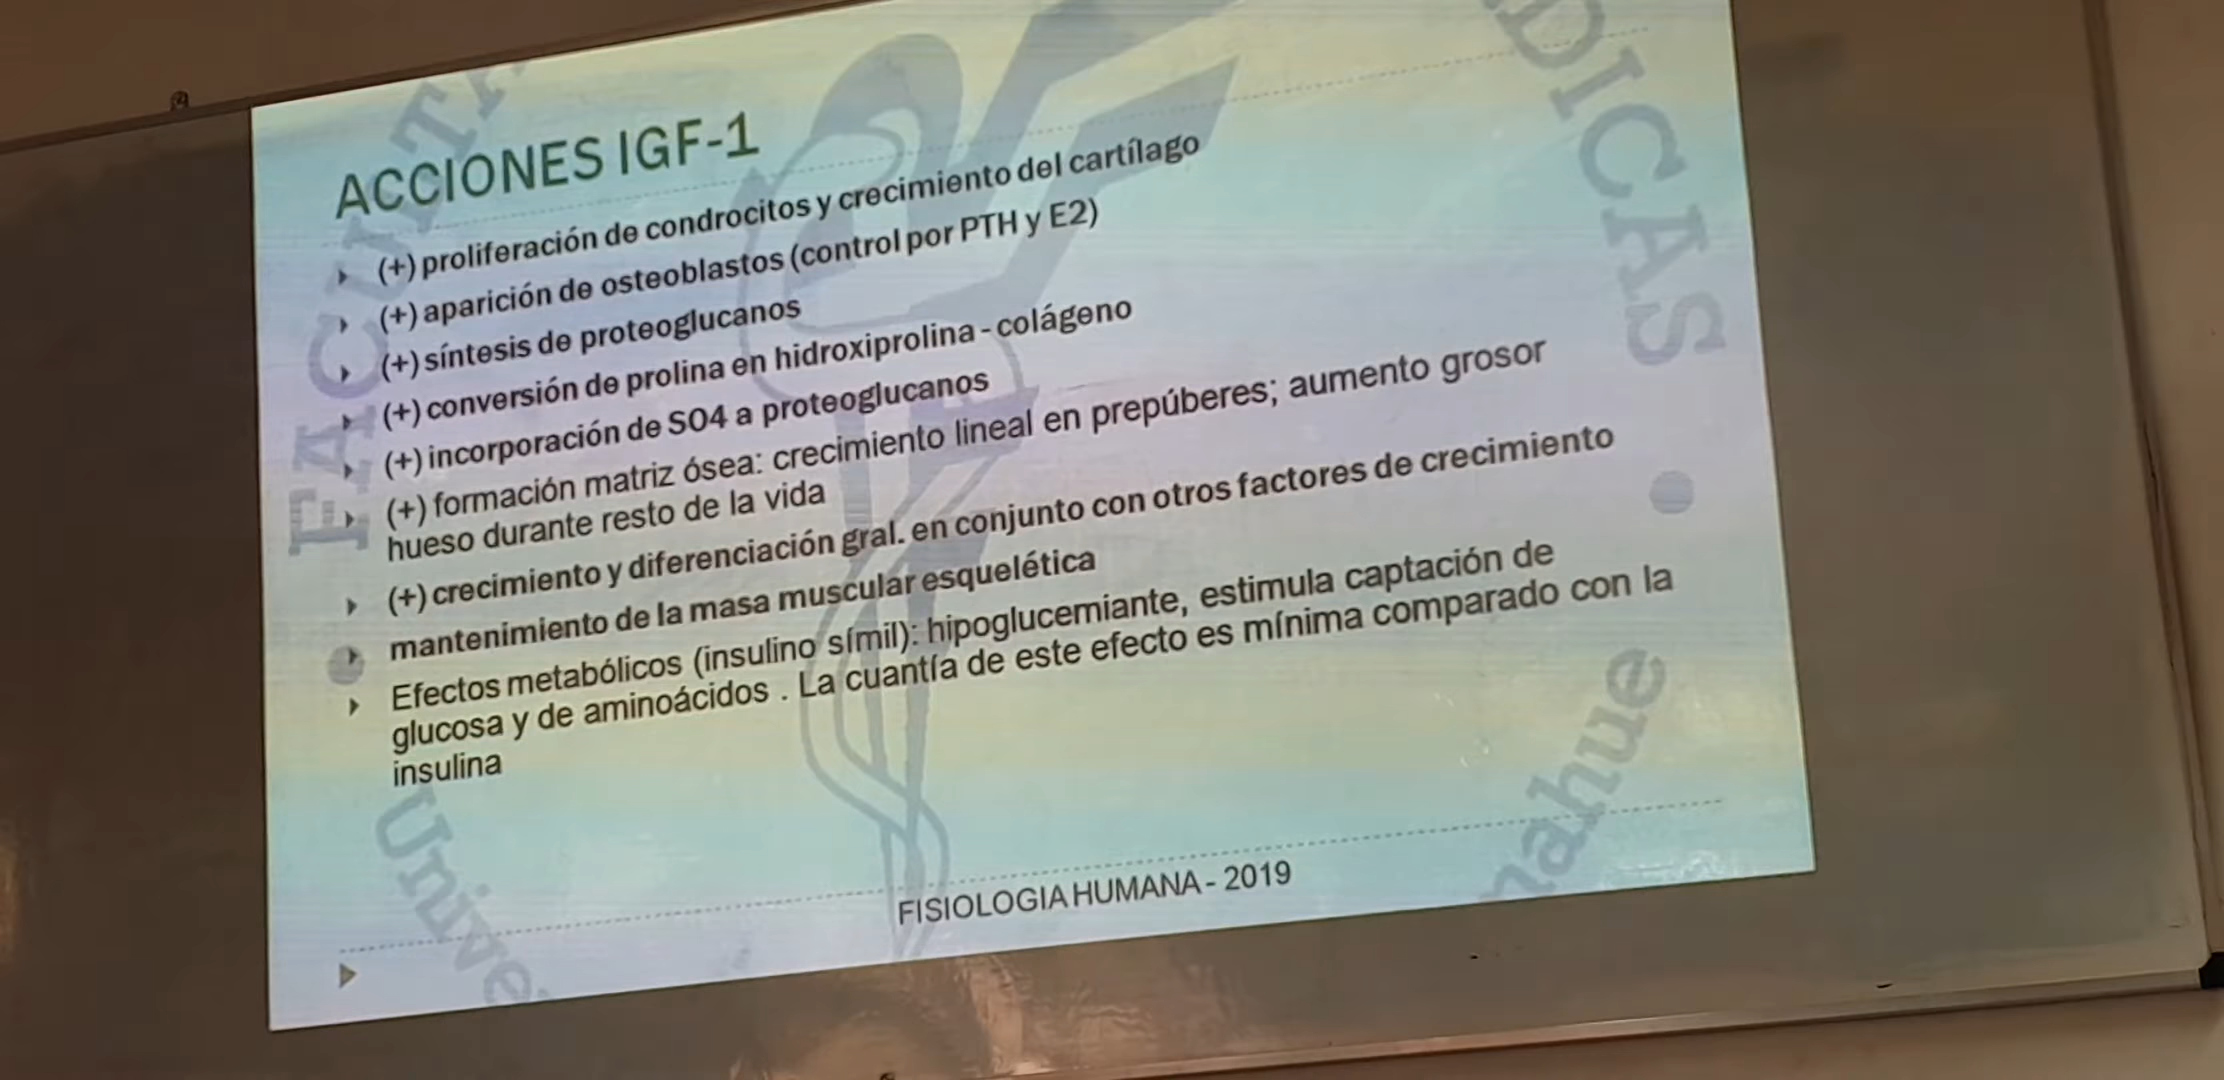 ACCIONES IGF-1
(+) proliferación de condrocitos y crecimiento del cartílago
(+) aparición de osteoblastos (control por PTH y E2)
(+) síntesis de proteoglucanos
(+) conversión de prolina en hidroxiprolina - colágeno
(+) incorporación de SO4 a proteoglucanos
(+) formación matriz ósea: crecimiento lineal en prepúberes; aumento grosor
hueso durante resto de la vida
(+) crecimiento y diferenciación gral. en conjunto con otros factores de crecimiento
mantenimiento de la masa muscular esquelética
Efectos metabólicos (insulino símil): hipoglucemiante, estimula captación de
glucosa y de aminoácidos . La cuantía de este efecto es mínima comparado con la
insulina
FISIOLOGIA HUMANA - 2019